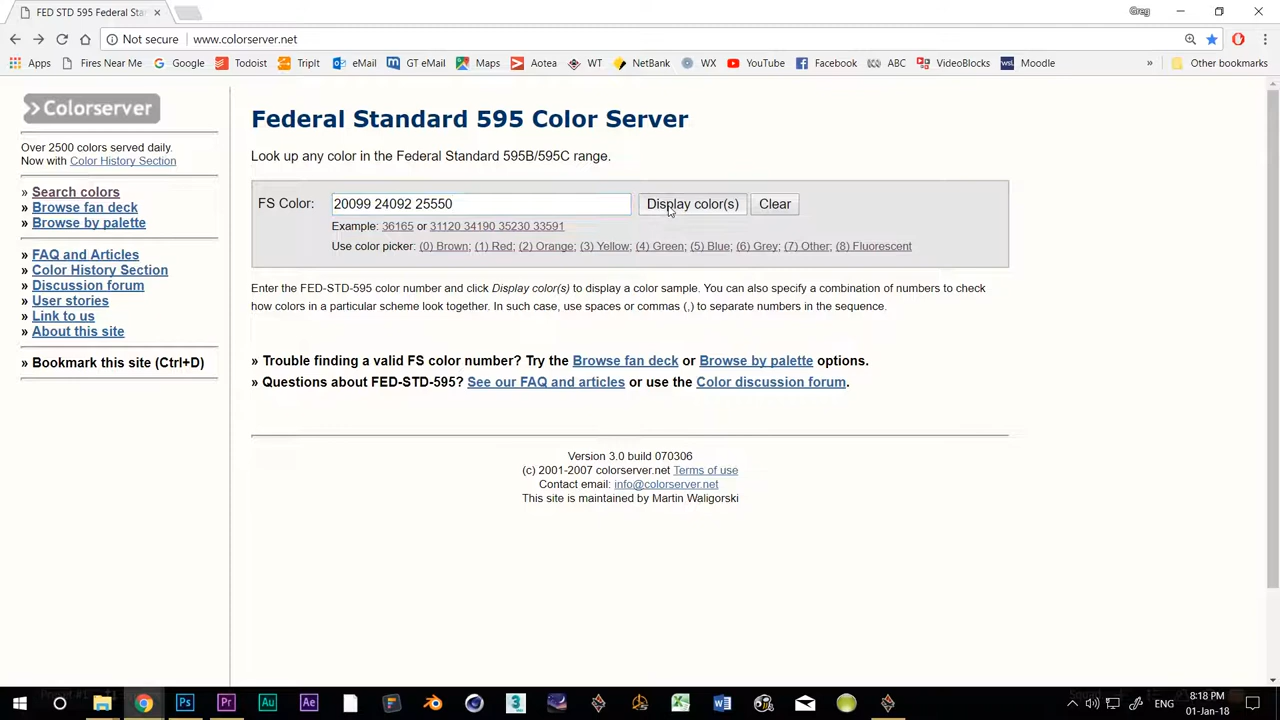 FED STD 595 Federal Sta
Greg
Not secure
www.colorserver.net
Apps
Fires Near Me
Google
Todoist
TripIt
eMail
GT eMail
Maps
Aotea
WT
NetBank
WX
YouTube
Facebook
ABC
VideoBlocks
Moodle
»
Other bookmarks
>> Colorserver
Over 2500 colors served daily.
Now with Color History Section
» Search colors
» Browse fan deck
» Browse by palette
» FAQ and Articles
» Color History Section
» Discussion forum
» User stories
» Link to us
» About this site
» Bookmark this site (Ctrl+D)
Federal Standard 595 Color Server
Look up any color in the Federal Standard 595B/595C range.
FS Color: 20099 24092 25550 Display color(s) Clear
Example: 36165 or 31120 34190 35230 33591
Use color picker: (0) Brown; (1) Red; (2) Orange; (3) Yellow; (4) Green; (5) Blue; (6) Grey; (7) Other; (8) Fluorescent
Enter the FED-STD-595 color number and click Display color(s) to display a color sample. You can also specify a combination of numbers to check
how colors in a particular scheme look together. In such case, use spaces or commas (,) to separate numbers in the sequence.
» Trouble finding a valid FS color number? Try the Browse fan deck or Browse by palette options.
» Questions about FED-STD-595? See our FAQ and articles or use the Color discussion forum.
Version 3.0 build 070306
(c) 2001-2007 colorserver.net Terms of use
Contact email: info@colorserver.net
This site is maintained by Martin Waligorski
Ps
Pr
Au
Ae
3
ENG
8:18 PM
01-Jan-18